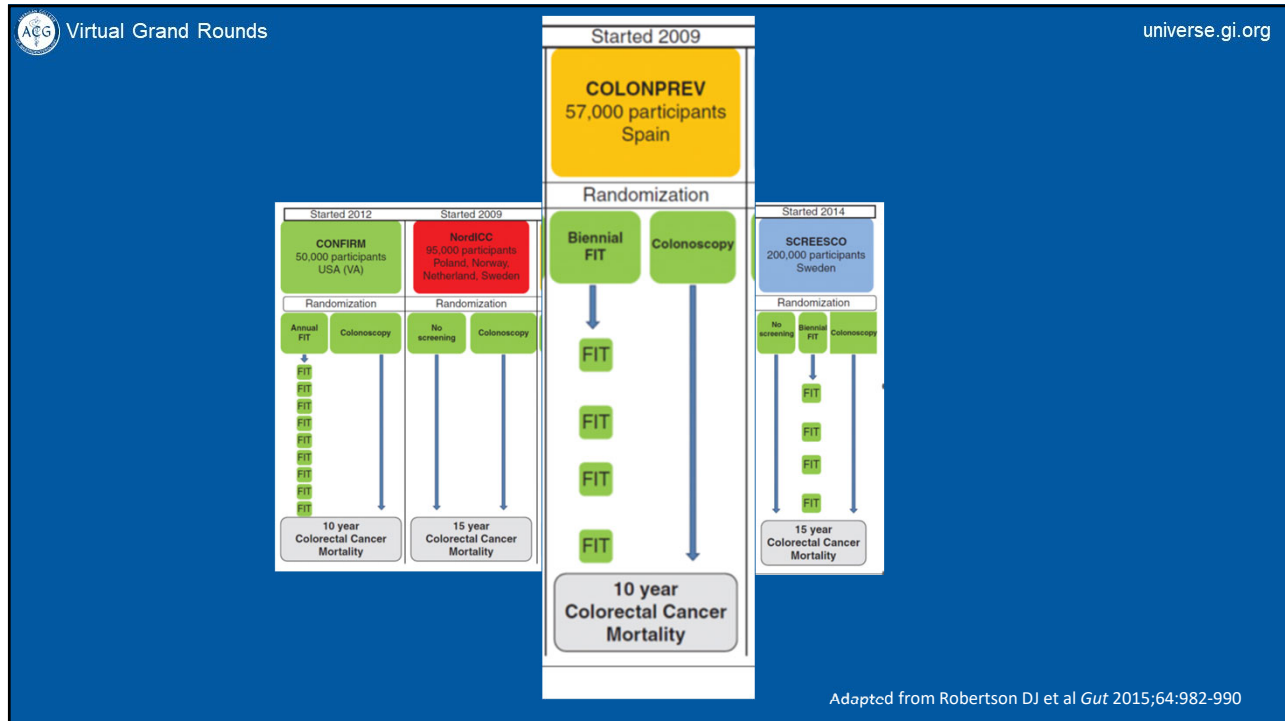 ACG
Virtual Grand Rounds
universe.gi.org
Started 2012
CONFIRM
50,000 participants
USA (VA)
Randomization
Annual
FIT
Colonoscopy
FIT
FIT
FIT
FIT
FIT
FIT
FIT
FIT
FIT
10 year
Colorectal Cancer
Mortality
Started 2009
NordICC
95,000 participants
Poland, Norway,
Netherland, Sweden
Randomization
No
screening
Colonoscopy
15 year
Colorectal Cancer
Mortality
Started 2009
COLONPREV
57,000 participants
Spain
Randomization
Biennial
FIT
Colonoscopy
FIT
FIT
FIT
FIT
10 year
Colorectal Cancer
Mortality
Started 2014
SCREESCO
200,000 participants
Sweden
Randomization
No
screening
Biennial
FIT
Colonoscopy
FIT
FIT
FIT
FIT
15 year
Colorectal Cancer
Mortality
Adapted from Robertson DJ et al Gut 2015;64:982-990